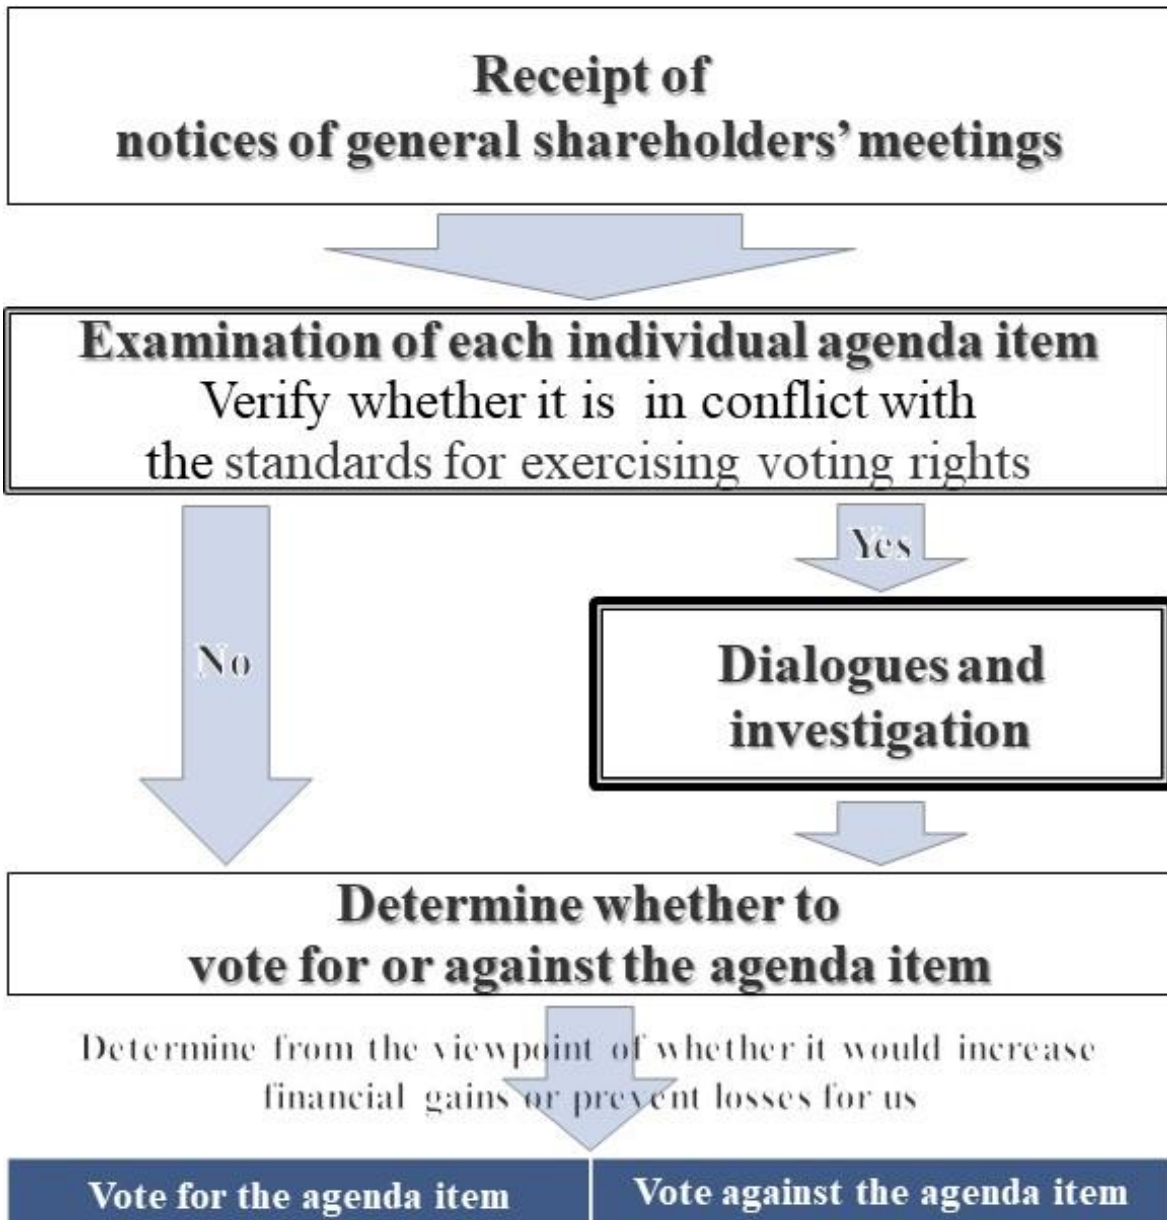 Receipt of
notices of general shareholders’ meetings
Examination of each individual agenda item
Verify whether it is in conflict with
the standards for exercising voting rights
Yes
No
Dialogues and
investigation
Determine whether to
vote for or against the agenda item
Determine from the viewpoint of whether it would increase
financial gains or prevent losses for us
Vote for the agenda item
Vote against the agenda item